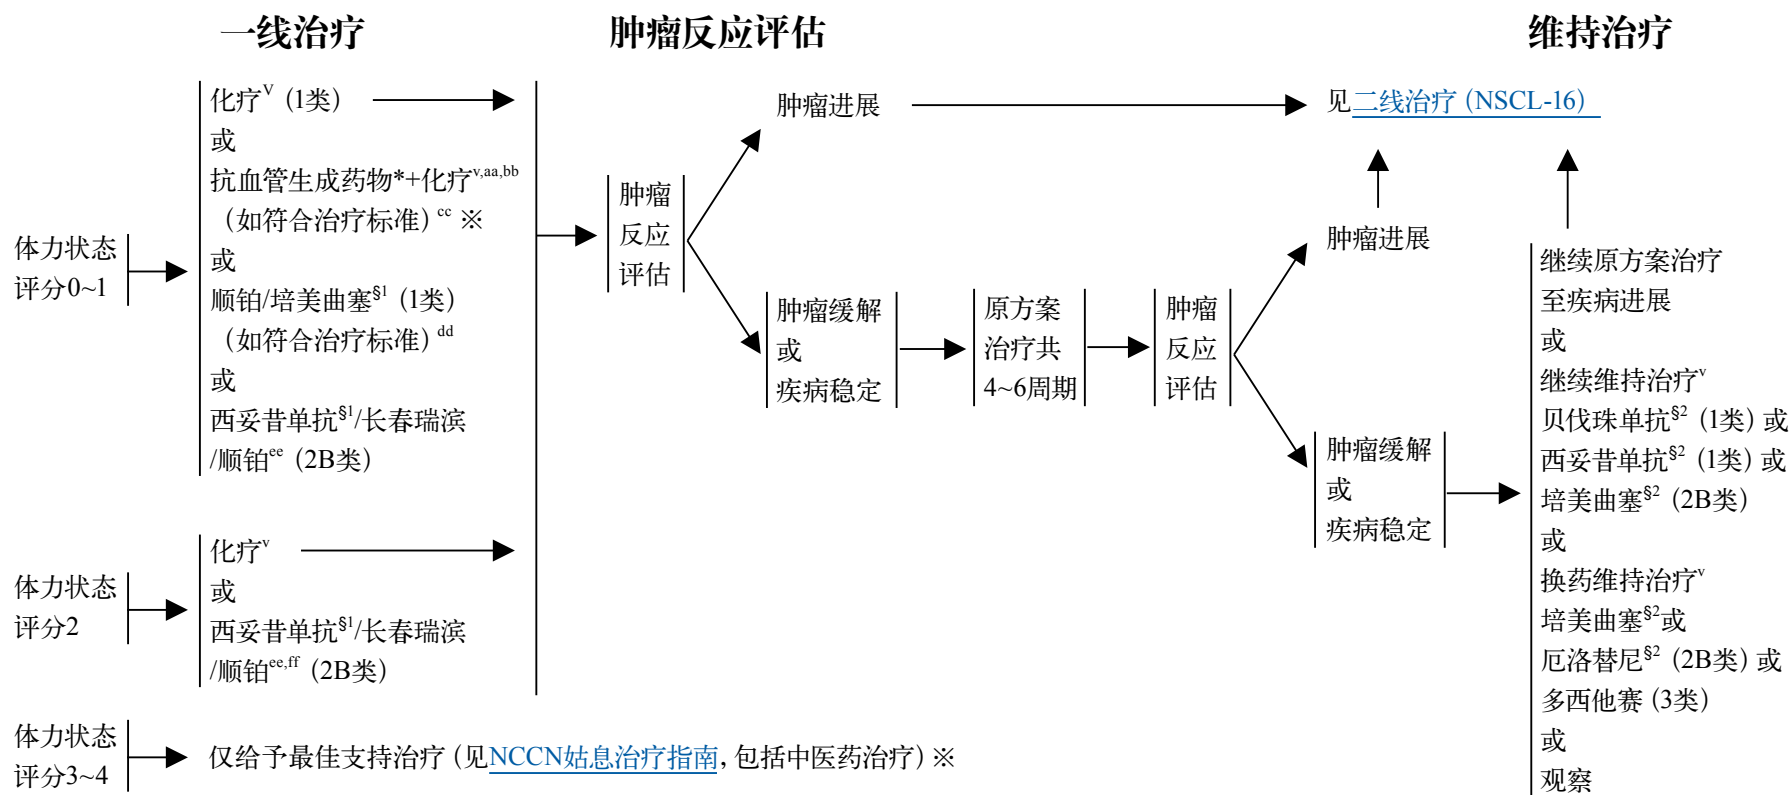 一线治疗
肿瘤反应评估
维持治疗
体力状态
评分0~1
化疗v（1类）
或
抗血管生成药物*+化疗v,aa,bb
（如符合治疗标准）cc ※
或
顺铂/培美曲塞§1（1类）
（如符合治疗标准）dd
或
西妥昔单抗§1/长春瑞滨
/顺铂ee（2B类）
体力状态
评分2
化疗v
或
西妥昔单抗§1/长春瑞滨
/顺铂ee,ff（2B类）
体力状态
评分3~4
仅给予最佳支持治疗（见NCCN姑息治疗指南，包括中医药治疗）※
肿瘤
反应
评估
肿瘤进展
见二线治疗（NSCL-16）
肿瘤缓解
或
疾病稳定
原方案
治疗共
4~6周期
肿瘤
反应
评估
肿瘤进展
肿瘤缓解
或
疾病稳定
继续原方案治疗
至疾病进展
或
继续维持治疗v
贝伐珠单抗§2（1类）或
西妥昔单抗§2（1类）或
培美曲塞§2（2B类）
或
换药维持治疗v
培美曲塞§2或
厄洛替尼§2（2B类）或
多西他赛（3类）
或
观察